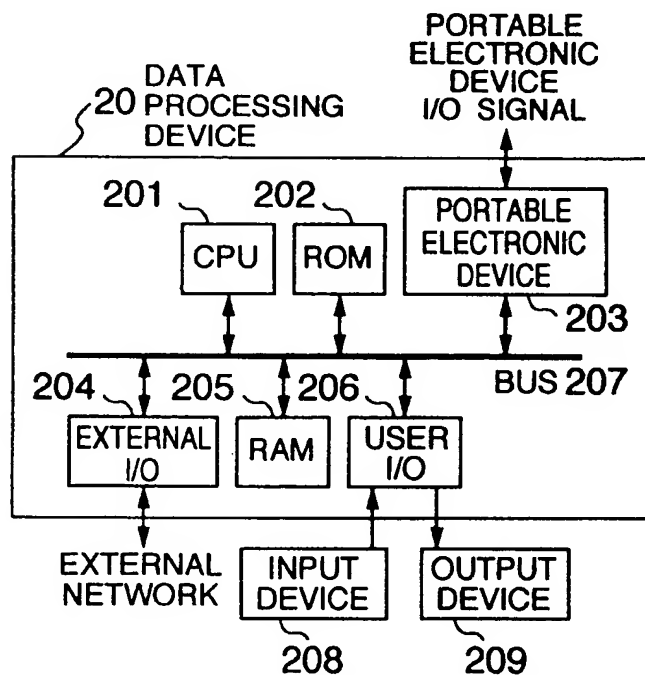 PORTABLE
ELECTRONIC
DEVICE
I/O SIGNAL
20 DATA
PROCESSING
DEVICE
201
202
CPU
ROM
PORTABLE
ELECTRONIC
DEVICE
203
BUS 207
204
205
206
EXTERNAL
I/O
RAM
USER
I/O
EXTERNAL
NETWORK
INPUT
DEVICE
OUTPUT
DEVICE
208
209